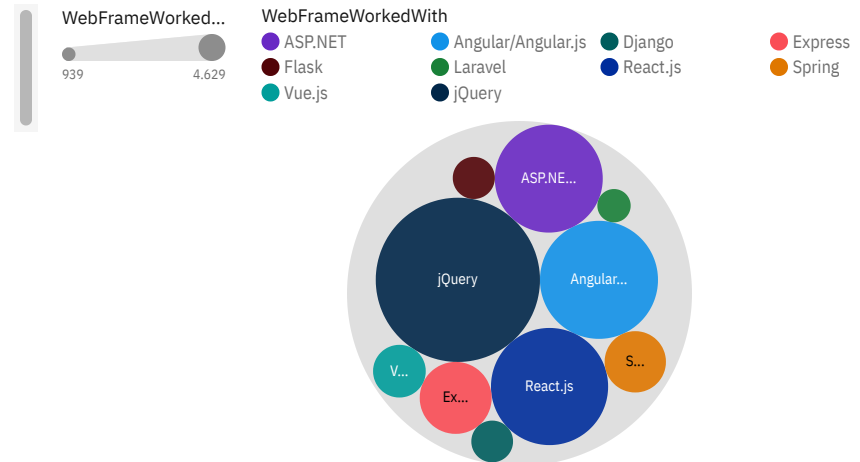 WebFrameWorked...
939 4.629
WebFrameWorkedWith
ASP.NET Angular/Angular.js Django Express
Flask Laravel React.js Spring
Vue.js jQuery
ASP.NE...
jQuery Angular...
S...
V... React.js
Ex...